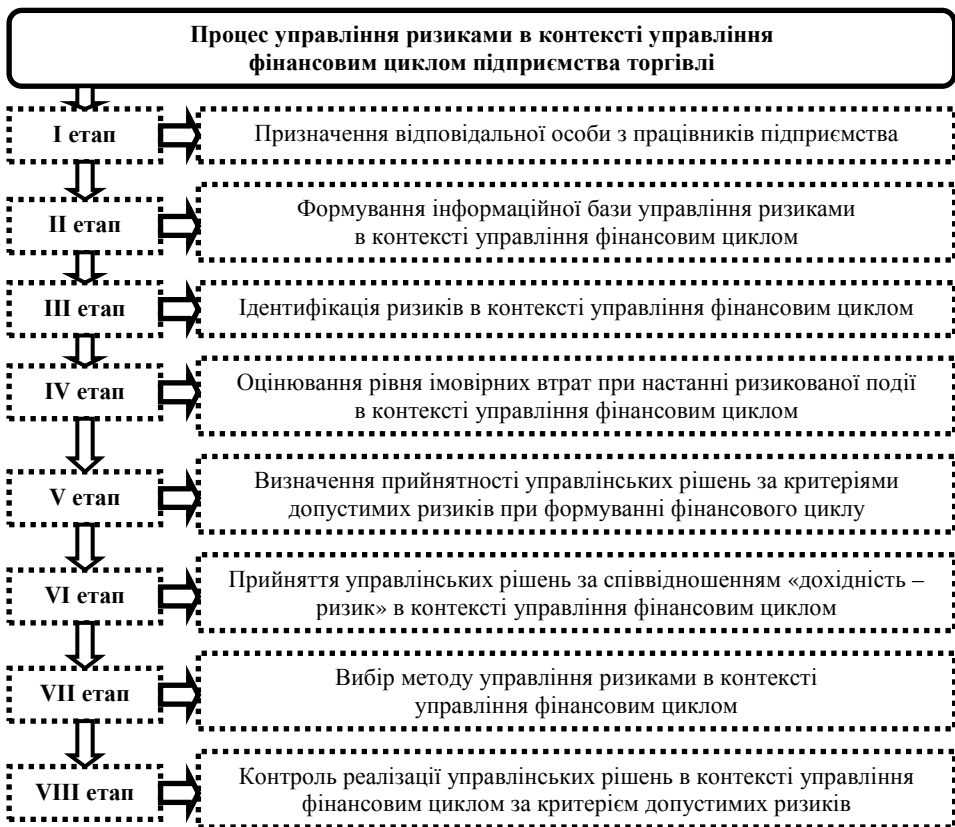 Процес управління ризиками в контексті управління
фінансовим циклом підприємства торгівлі
I етап
Призначення відповідальної особи з працівників підприємства
II етап
Формування інформаційної бази управління ризиками
в контексті управління фінансовим циклом
III етап
Ідентифікація ризиків в контексті управління фінансовим циклом
IV етап
Оцінювання рівня імовірних втрат при настанні ризикованої події
в контексті управління фінансовим циклом
V етап
Визначення прийнятності управлінських рішень за критеріями
допустимих ризиків при формуванні фінансового циклу
VI етап
Прийняття управлінських рішень за співвідношенням «дохідність –
ризик» в контексті управління фінансовим циклом
VII етап
Вибір методу управління ризиками в контексті
управління фінансовим циклом
VIII етап
Контроль реалізації управлінських рішень в контексті управління
фінансовим циклом за критерієм допустимих ризиків